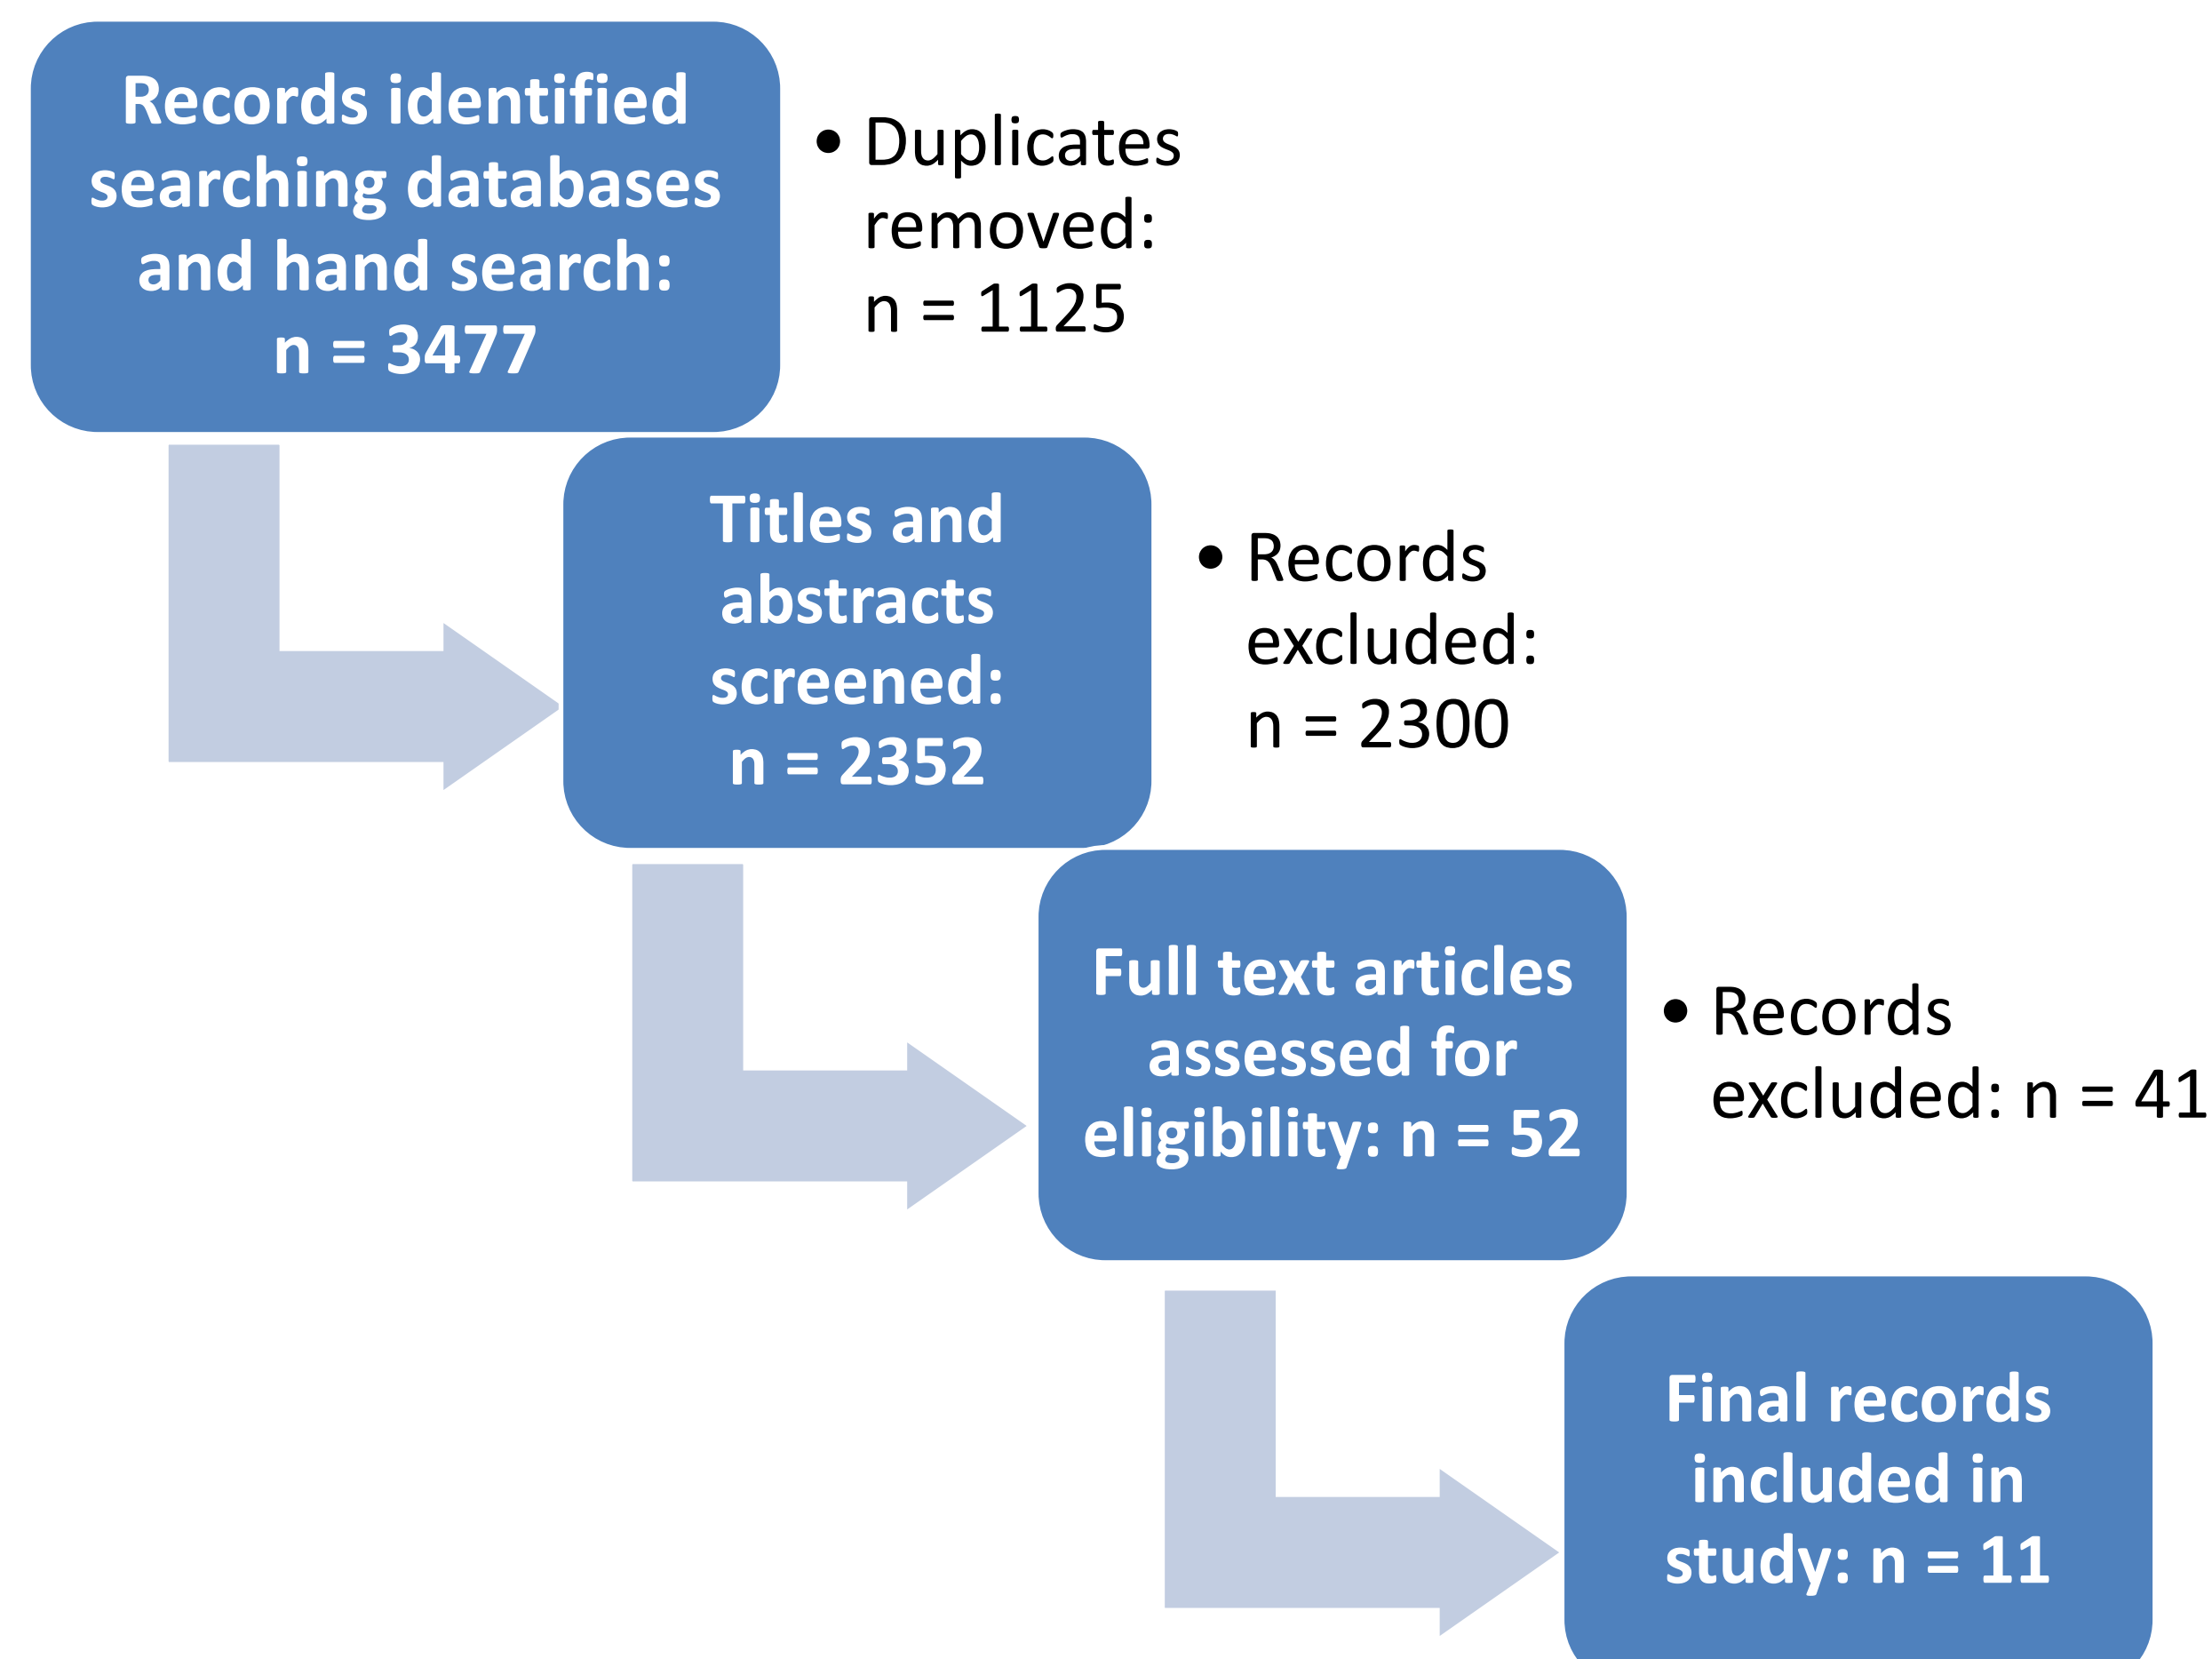 Records identified
searching databases
and hand search:
n = 3477
• Duplicates
removed:
n = 1125
Titles and
abstracts
screened:
n = 2352
• Records
excluded:
n = 2300
Full text articles
assessed for
eligibility: n = 52
• Records
excluded: n = 41
Final records
included in
study: n = 11